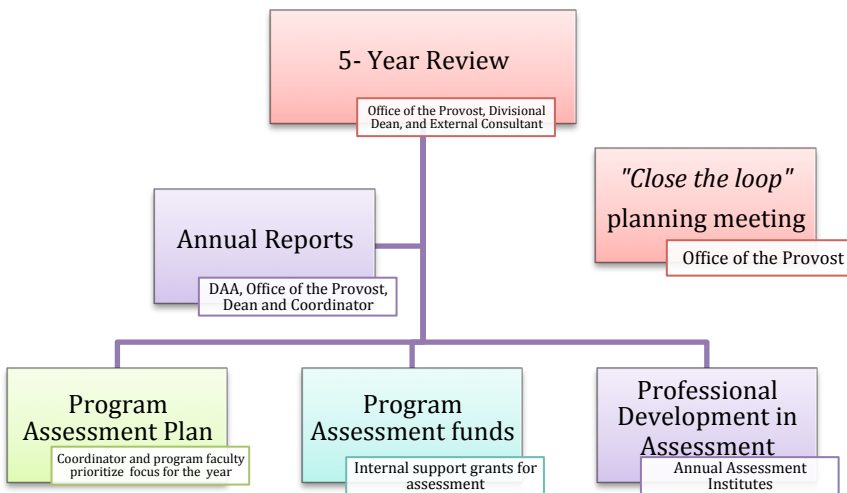 5- Year Review
Office of the Provost, Divisional
Dean, and External Consultant
"Close the loop"
planning meeting
Office of the Provost
Annual Reports
DAA, Office of the Provost,
Dean and Coordinator
Program
Assessment Plan
Coordinator and program faculty
prioritize focus for the year
Program
Assessment funds
Internal support grants for
assessment
Professional
Development in
Assessment
Annual Assessment
Institutes